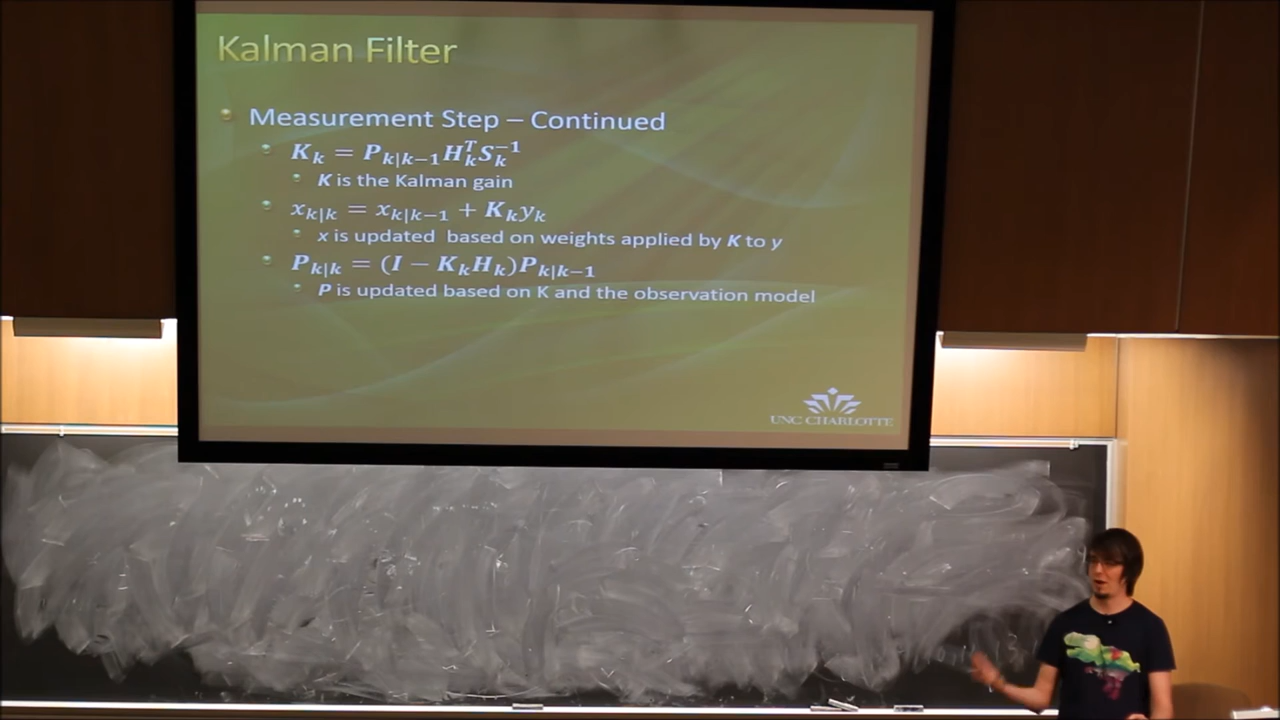 Kalman Filter
Measurement Step – Continued
K_k = P_{k|k−1}H_k^T S_k^{−1}
K is the Kalman gain
x_{k|k} = x_{k|k−1} + K_k y_k
x is updated based on weights applied by K to y
P_{k|k} = (I − K_k H_k)P_{k|k−1}
P is updated based on K and the observation model
UNC CHARLOTTE